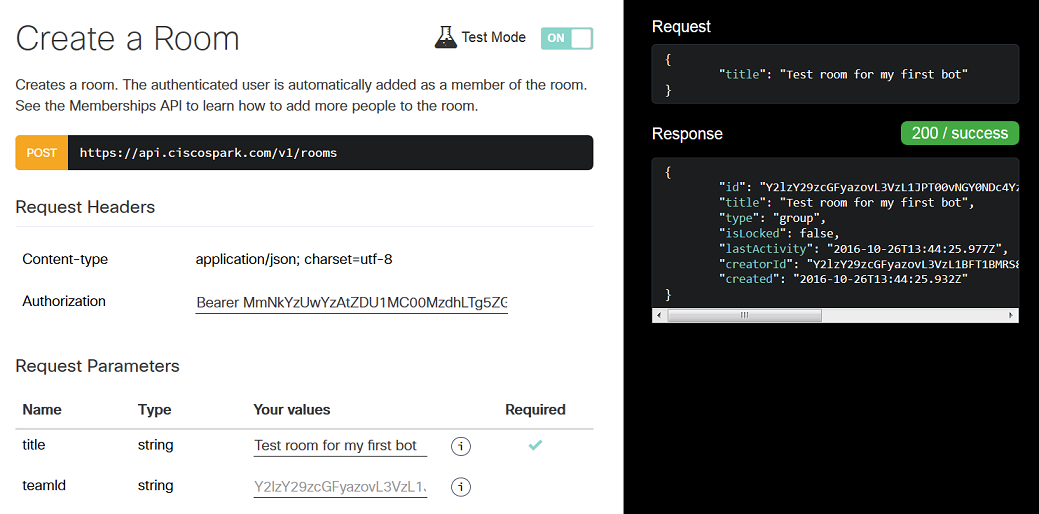 Create a Room
Test Mode
ON
Creates a room. The authenticated user is automatically added as a member of the room.
See the Memberships API to learn how to add more people to the room.
POST https://api.ciscospark.com/v1/rooms
Request Headers
Content-type application/json; charset=utf-8
Authorization Bearer MmNkYzUwYzAtZDU1MC00MzdhLTg5ZG
Request Parameters
Name Type Your values Required
title string Test room for my first bot i
teamId string Y2lzY29zcGFyazovL3VzL1J i
Request
{
"title": "Test room for my first bot"
}
Response 200 / success
{
"id": "Y2lzY29zcGFyazovL3VzL1JPT00vNGY0NDc4Yz
"title": "Test room for my first bot",
"type": "group",
"isLocked": false,
"lastActivity": "2016-10-26T13:44:25.977Z",
"creatorId": "Y2lzY29zcGFyazovL3VzL1BFT1BMRS8
"created": "2016-10-26T13:44:25.932Z"
}